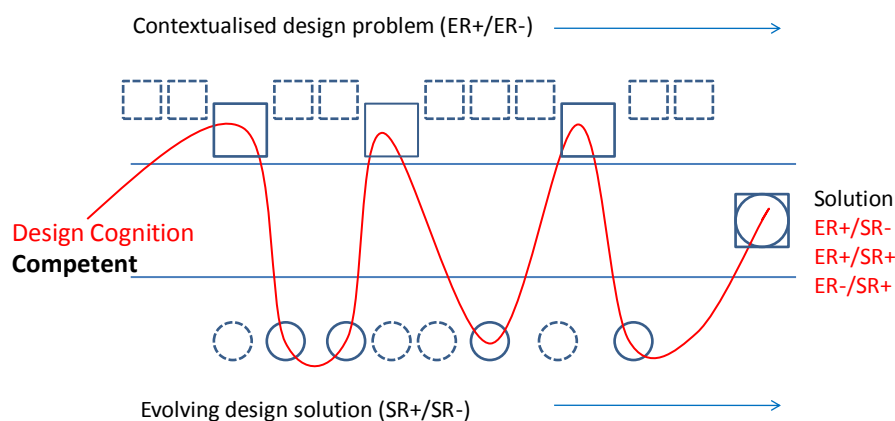 Contextualised design problem (ER+/ER-)
Design Cognition
Competent
Solution
ER+/SR-
ER+/SR+
ER-/SR+
Evolving design solution (SR+/SR-)